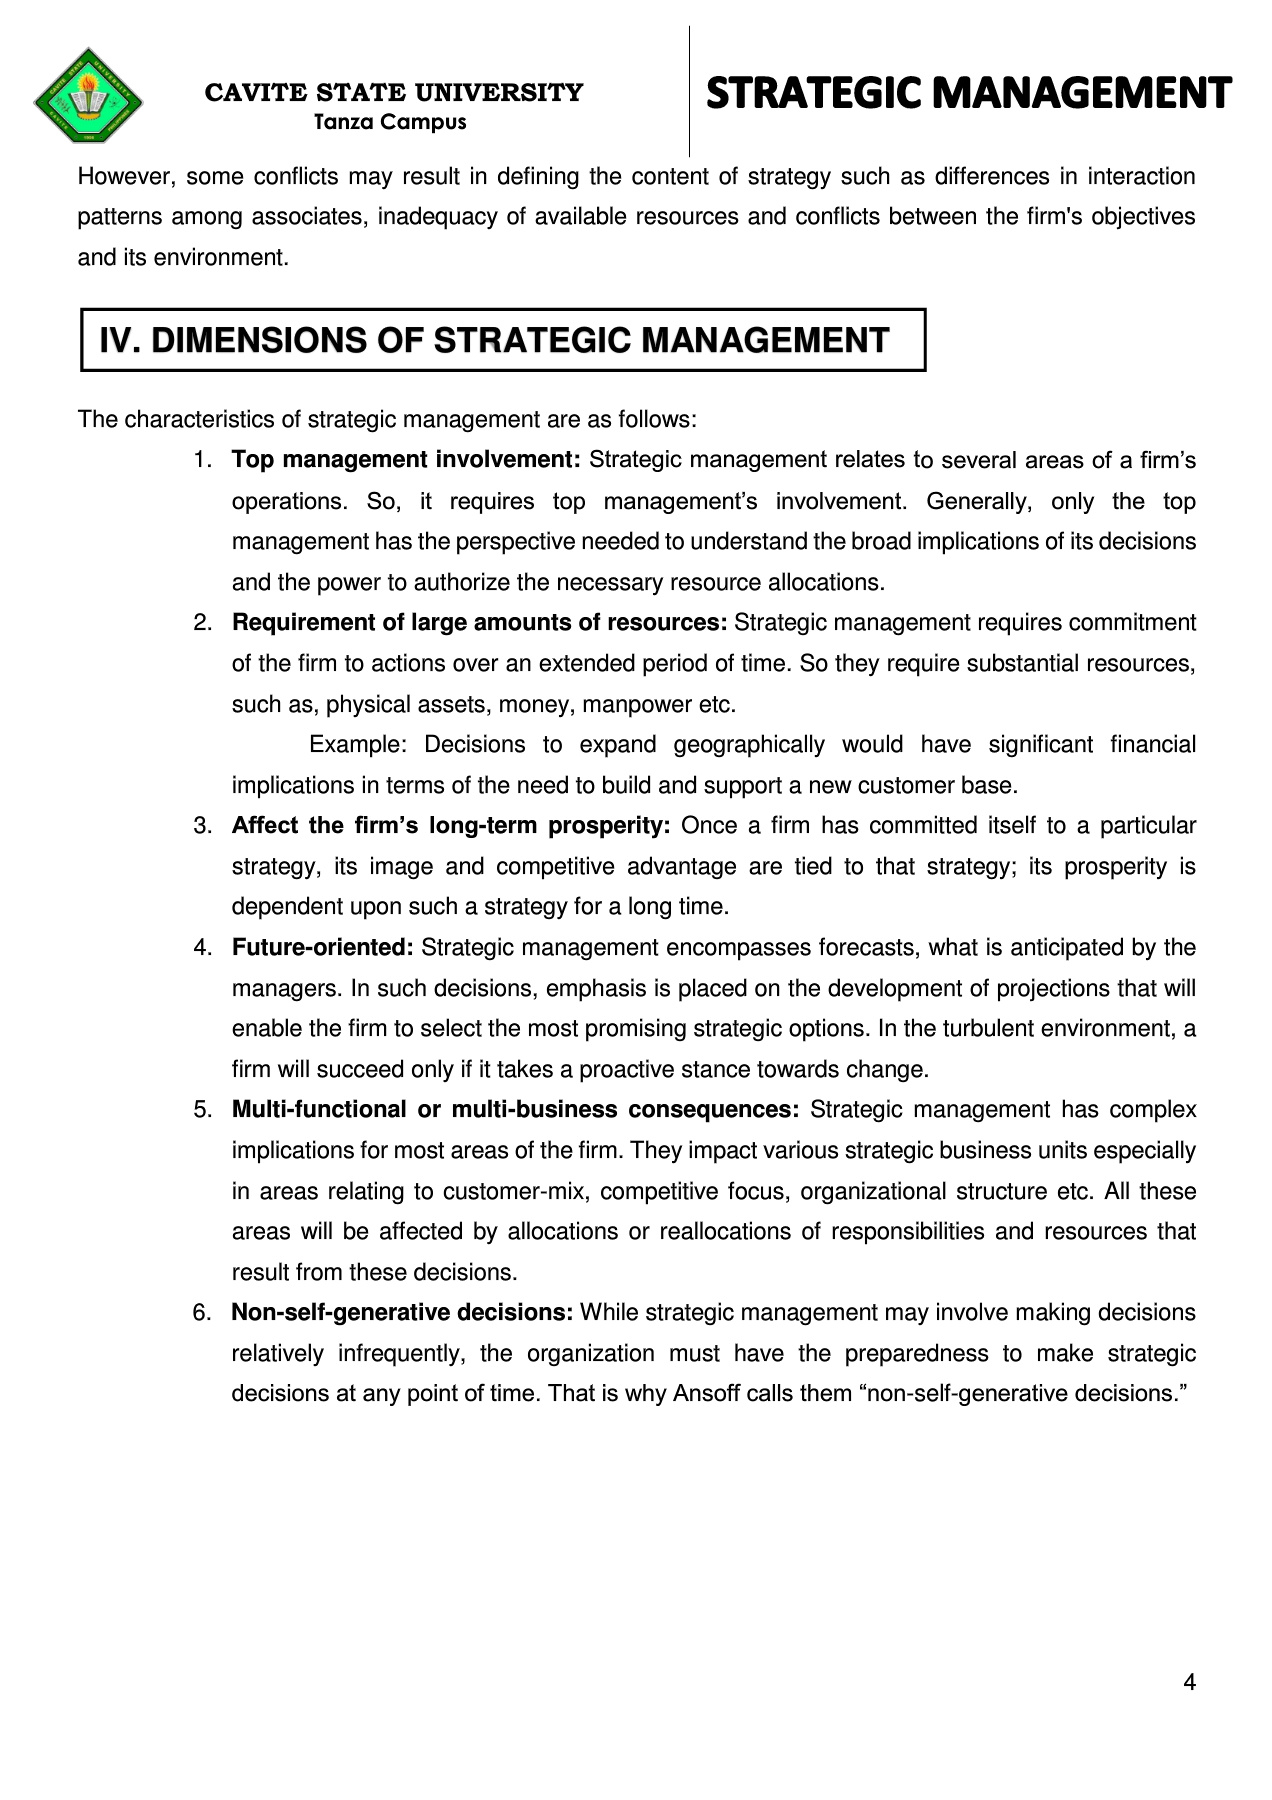 CAVITE STATE UNIVERSITY
Tanza Campus
STRATEGIC MANAGEMENT
However, some conflicts may result in defining the content of strategy such as differences in interaction
patterns among associates, inadequacy of available resources and conflicts between the firm's objectives
and its environment.
IV. DIMENSIONS OF STRATEGIC MANAGEMENT
The characteristics of strategic management are as follows:
1. Top management involvement: Strategic management relates to several areas of a firm’s
operations. So, it requires top management’s involvement. Generally, only the top
management has the perspective needed to understand the broad implications of its decisions
and the power to authorize the necessary resource allocations.
2. Requirement of large amounts of resources: Strategic management requires commitment
of the firm to actions over an extended period of time. So they require substantial resources,
such as, physical assets, money, manpower etc.
Example: Decisions to expand geographically would have significant financial
implications in terms of the need to build and support a new customer base.
3. Affect the firm’s long-term prosperity: Once a firm has committed itself to a particular
strategy, its image and competitive advantage are tied to that strategy; its prosperity is
dependent upon such a strategy for a long time.
4. Future-oriented: Strategic management encompasses forecasts, what is anticipated by the
managers. In such decisions, emphasis is placed on the development of projections that will
enable the firm to select the most promising strategic options. In the turbulent environment, a
firm will succeed only if it takes a proactive stance towards change.
5. Multi-functional or multi-business consequences: Strategic management has complex
implications for most areas of the firm. They impact various strategic business units especially
in areas relating to customer-mix, competitive focus, organizational structure etc. All these
areas will be affected by allocations or reallocations of responsibilities and resources that
result from these decisions.
6. Non-self-generative decisions: While strategic management may involve making decisions
relatively infrequently, the organization must have the preparedness to make strategic
decisions at any point of time. That is why Ansoff calls them “non-self-generative decisions.”
4